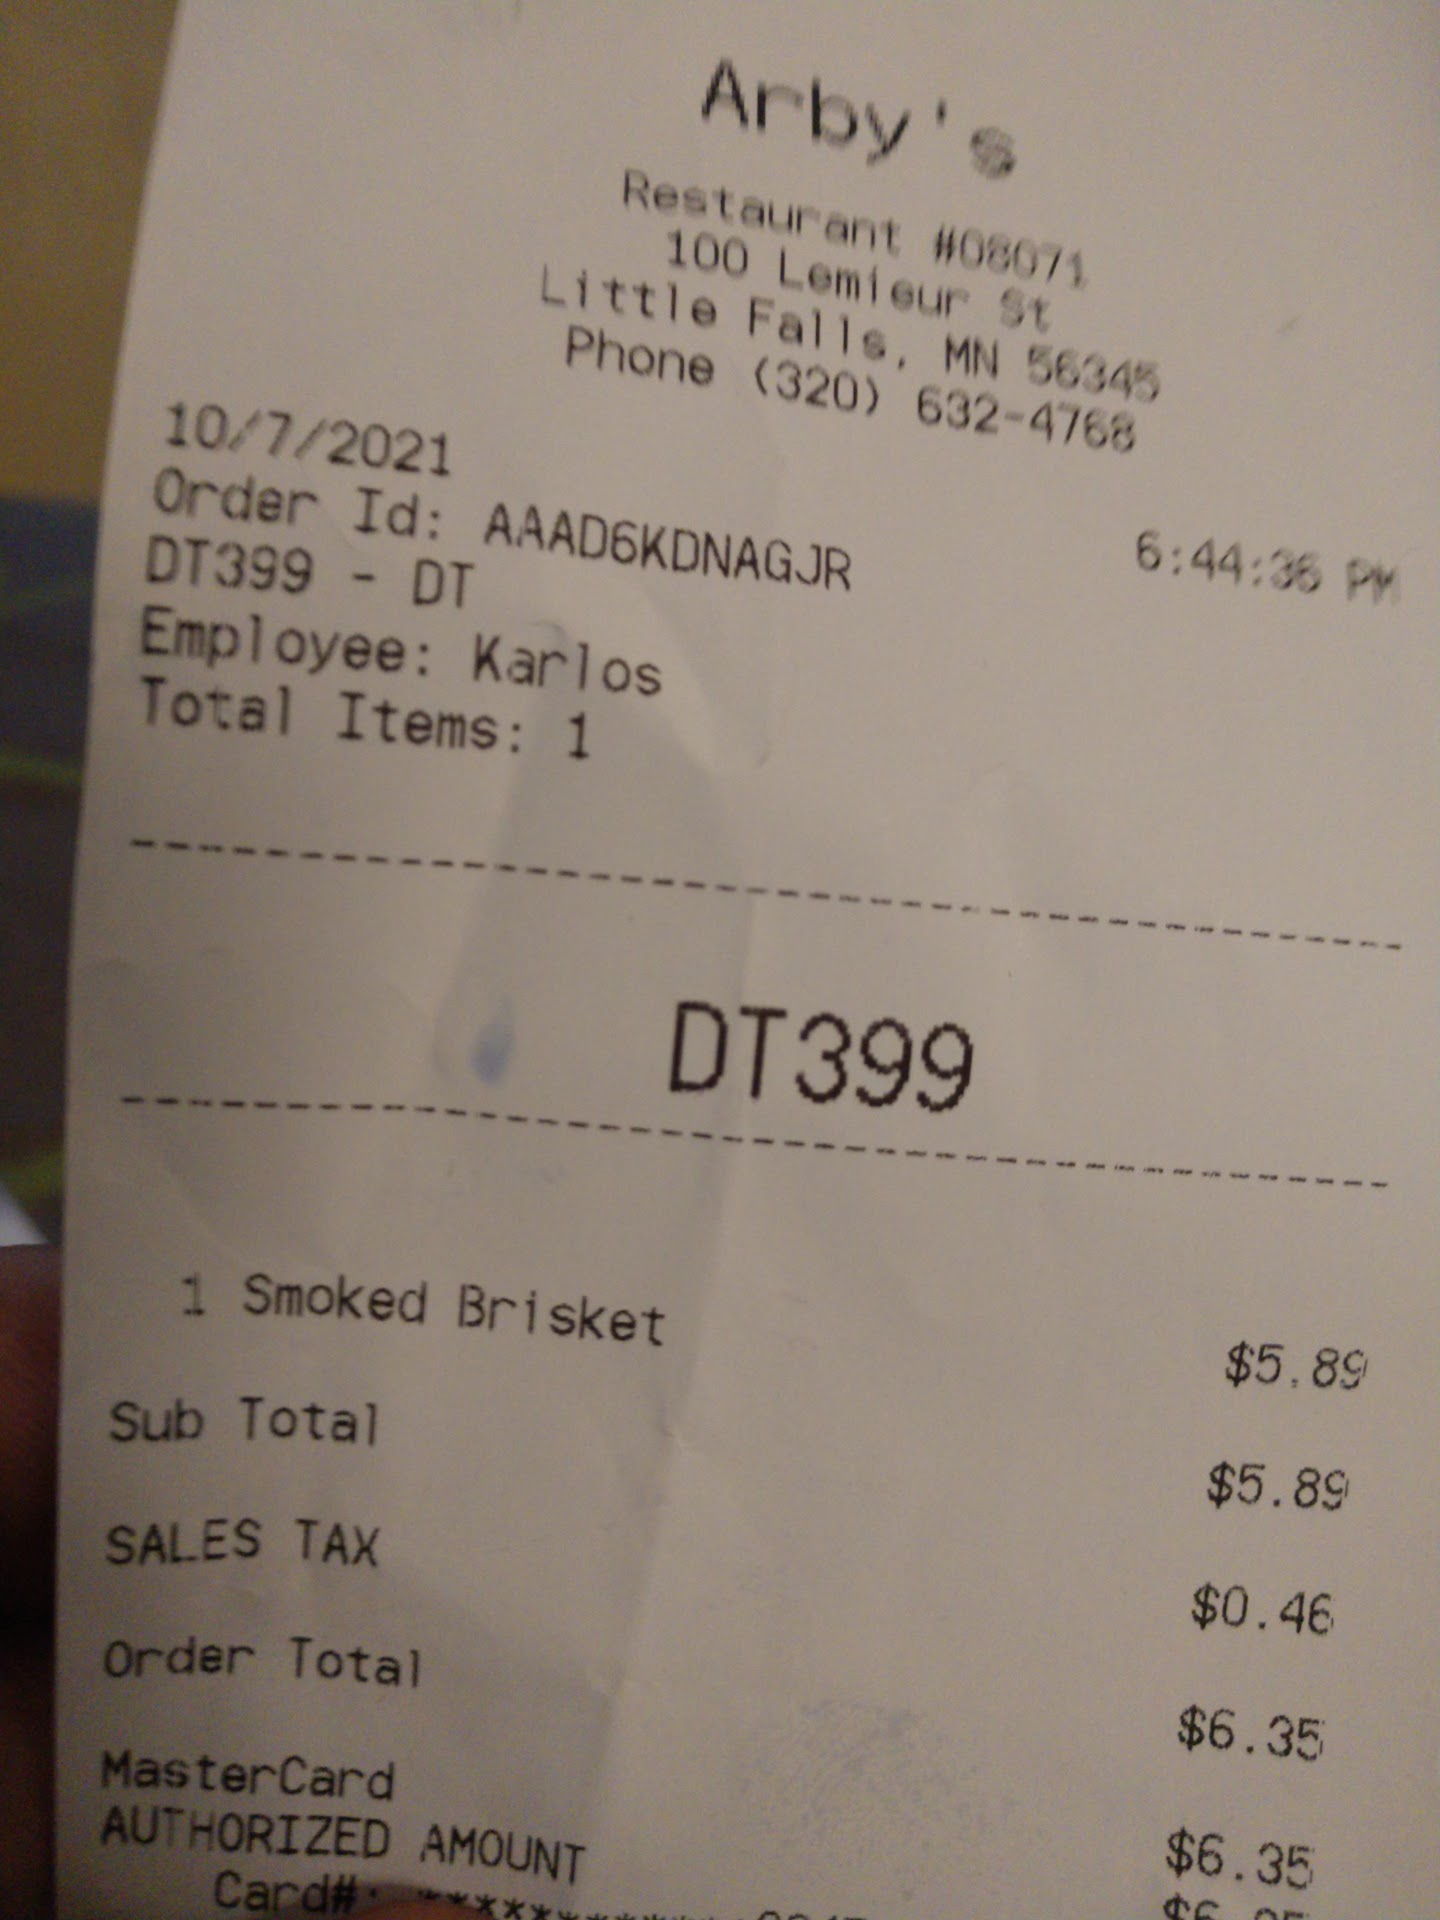 Arby's
Restaurant #08071
100 Lemieur St
Little Falls, MN 56345
Phone (320) 632-4768
10/7/2021 6:44:36 PM
Order Id: AAAD6KDNAGJR
DT399 - DT
Employee: Karlos
Total Items: 1
DT399
1 Smoked Brisket $5.89
Sub Total $5.89
SALES TAX $0.46
Order Total $6.35
MasterCard $6.35
AUTHORIZED AMOUNT
Card#: